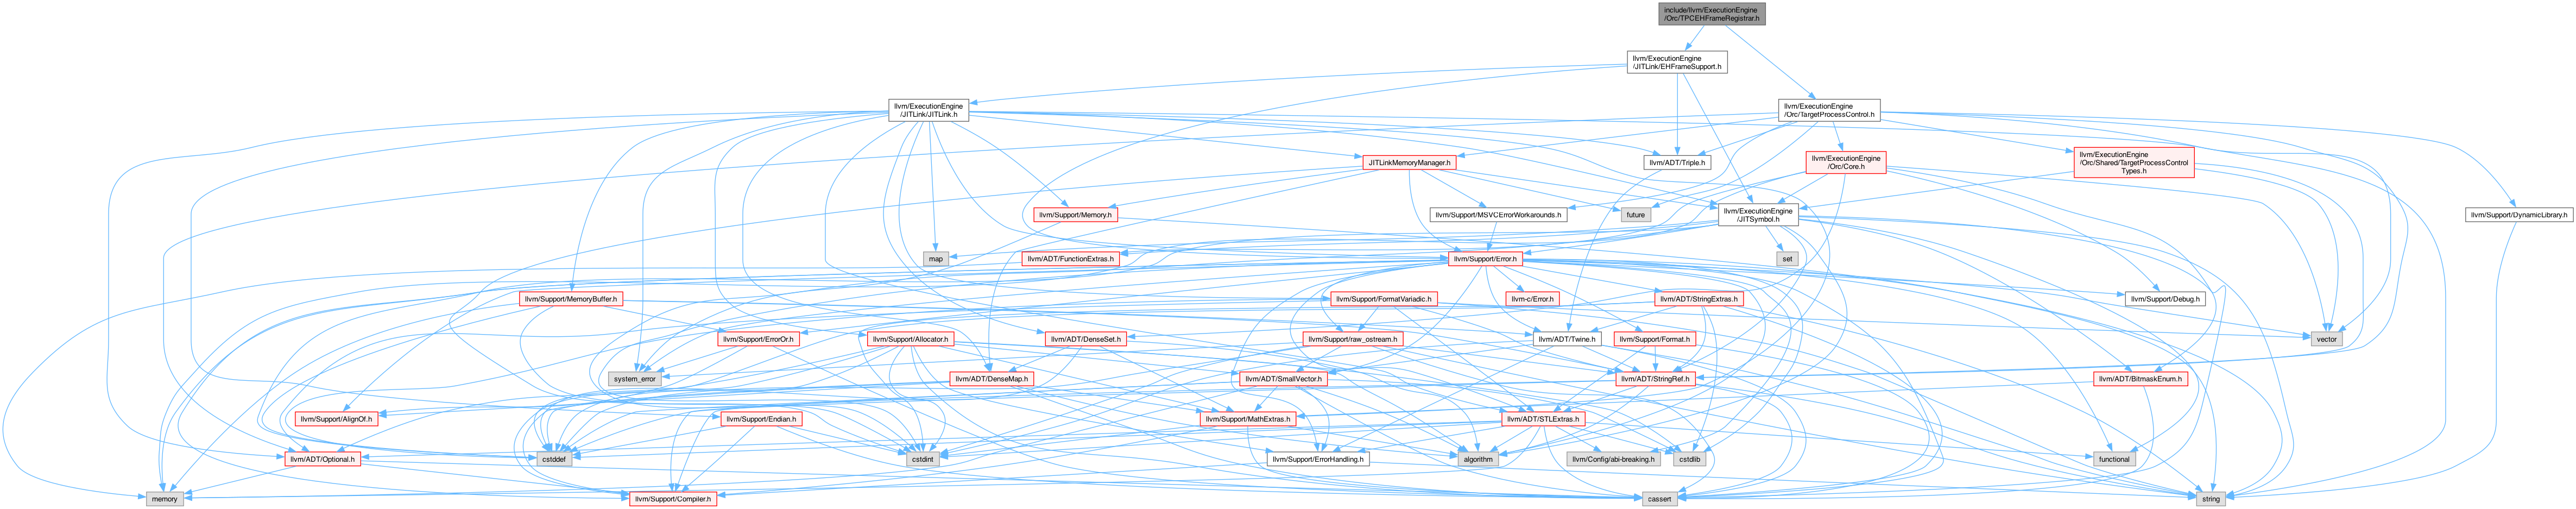 include/llvm/ExecutionEngine
/Orc/TPCEHFrameRegistrar.h
llvm/ExecutionEngine
/JITLink/EHFrameSupport.h
llvm/ExecutionEngine
/JITLink/JITLink.h
llvm/ExecutionEngine
/Orc/TargetProcessControl.h
JITLinkMemoryManager.h
llvm/ADT/Triple.h
llvm/ExecutionEngine
/Orc/Core.h
llvm/ExecutionEngine
/Orc/Shared/TargetProcessControl
Types.h
llvm/Support/Memory.h
llvm/Support/MSVCErrorWorkarounds.h
future
llvm/ExecutionEngine
/JITSymbol.h
llvm/Support/DynamicLibrary.h
map
llvm/ADT/FunctionExtras.h
llvm/Support/Error.h
set
llvm/Support/MemoryBuffer.h
llvm/Support/FormatVariadic.h
llvm-c/Error.h
llvm/ADT/StringExtras.h
llvm/Support/Debug.h
llvm/Support/ErrorOr.h
llvm/Support/Allocator.h
llvm/ADT/DenseSet.h
llvm/Support/raw_ostream.h
llvm/ADT/Twine.h
llvm/Support/Format.h
vector
system_error
llvm/ADT/DenseMap.h
llvm/ADT/SmallVector.h
llvm/ADT/StringRef.h
llvm/ADT/BitmaskEnum.h
llvm/Support/AlignOf.h
llvm/Support/Endian.h
llvm/Support/MathExtras.h
llvm/ADT/STLExtras.h
llvm/ADT/Optional.h
cstddef
cstdint
llvm/Support/ErrorHandling.h
algorithm
llvm/Config/abi-breaking.h
cstdlib
functional
memory
llvm/Support/Compiler.h
cassert
string